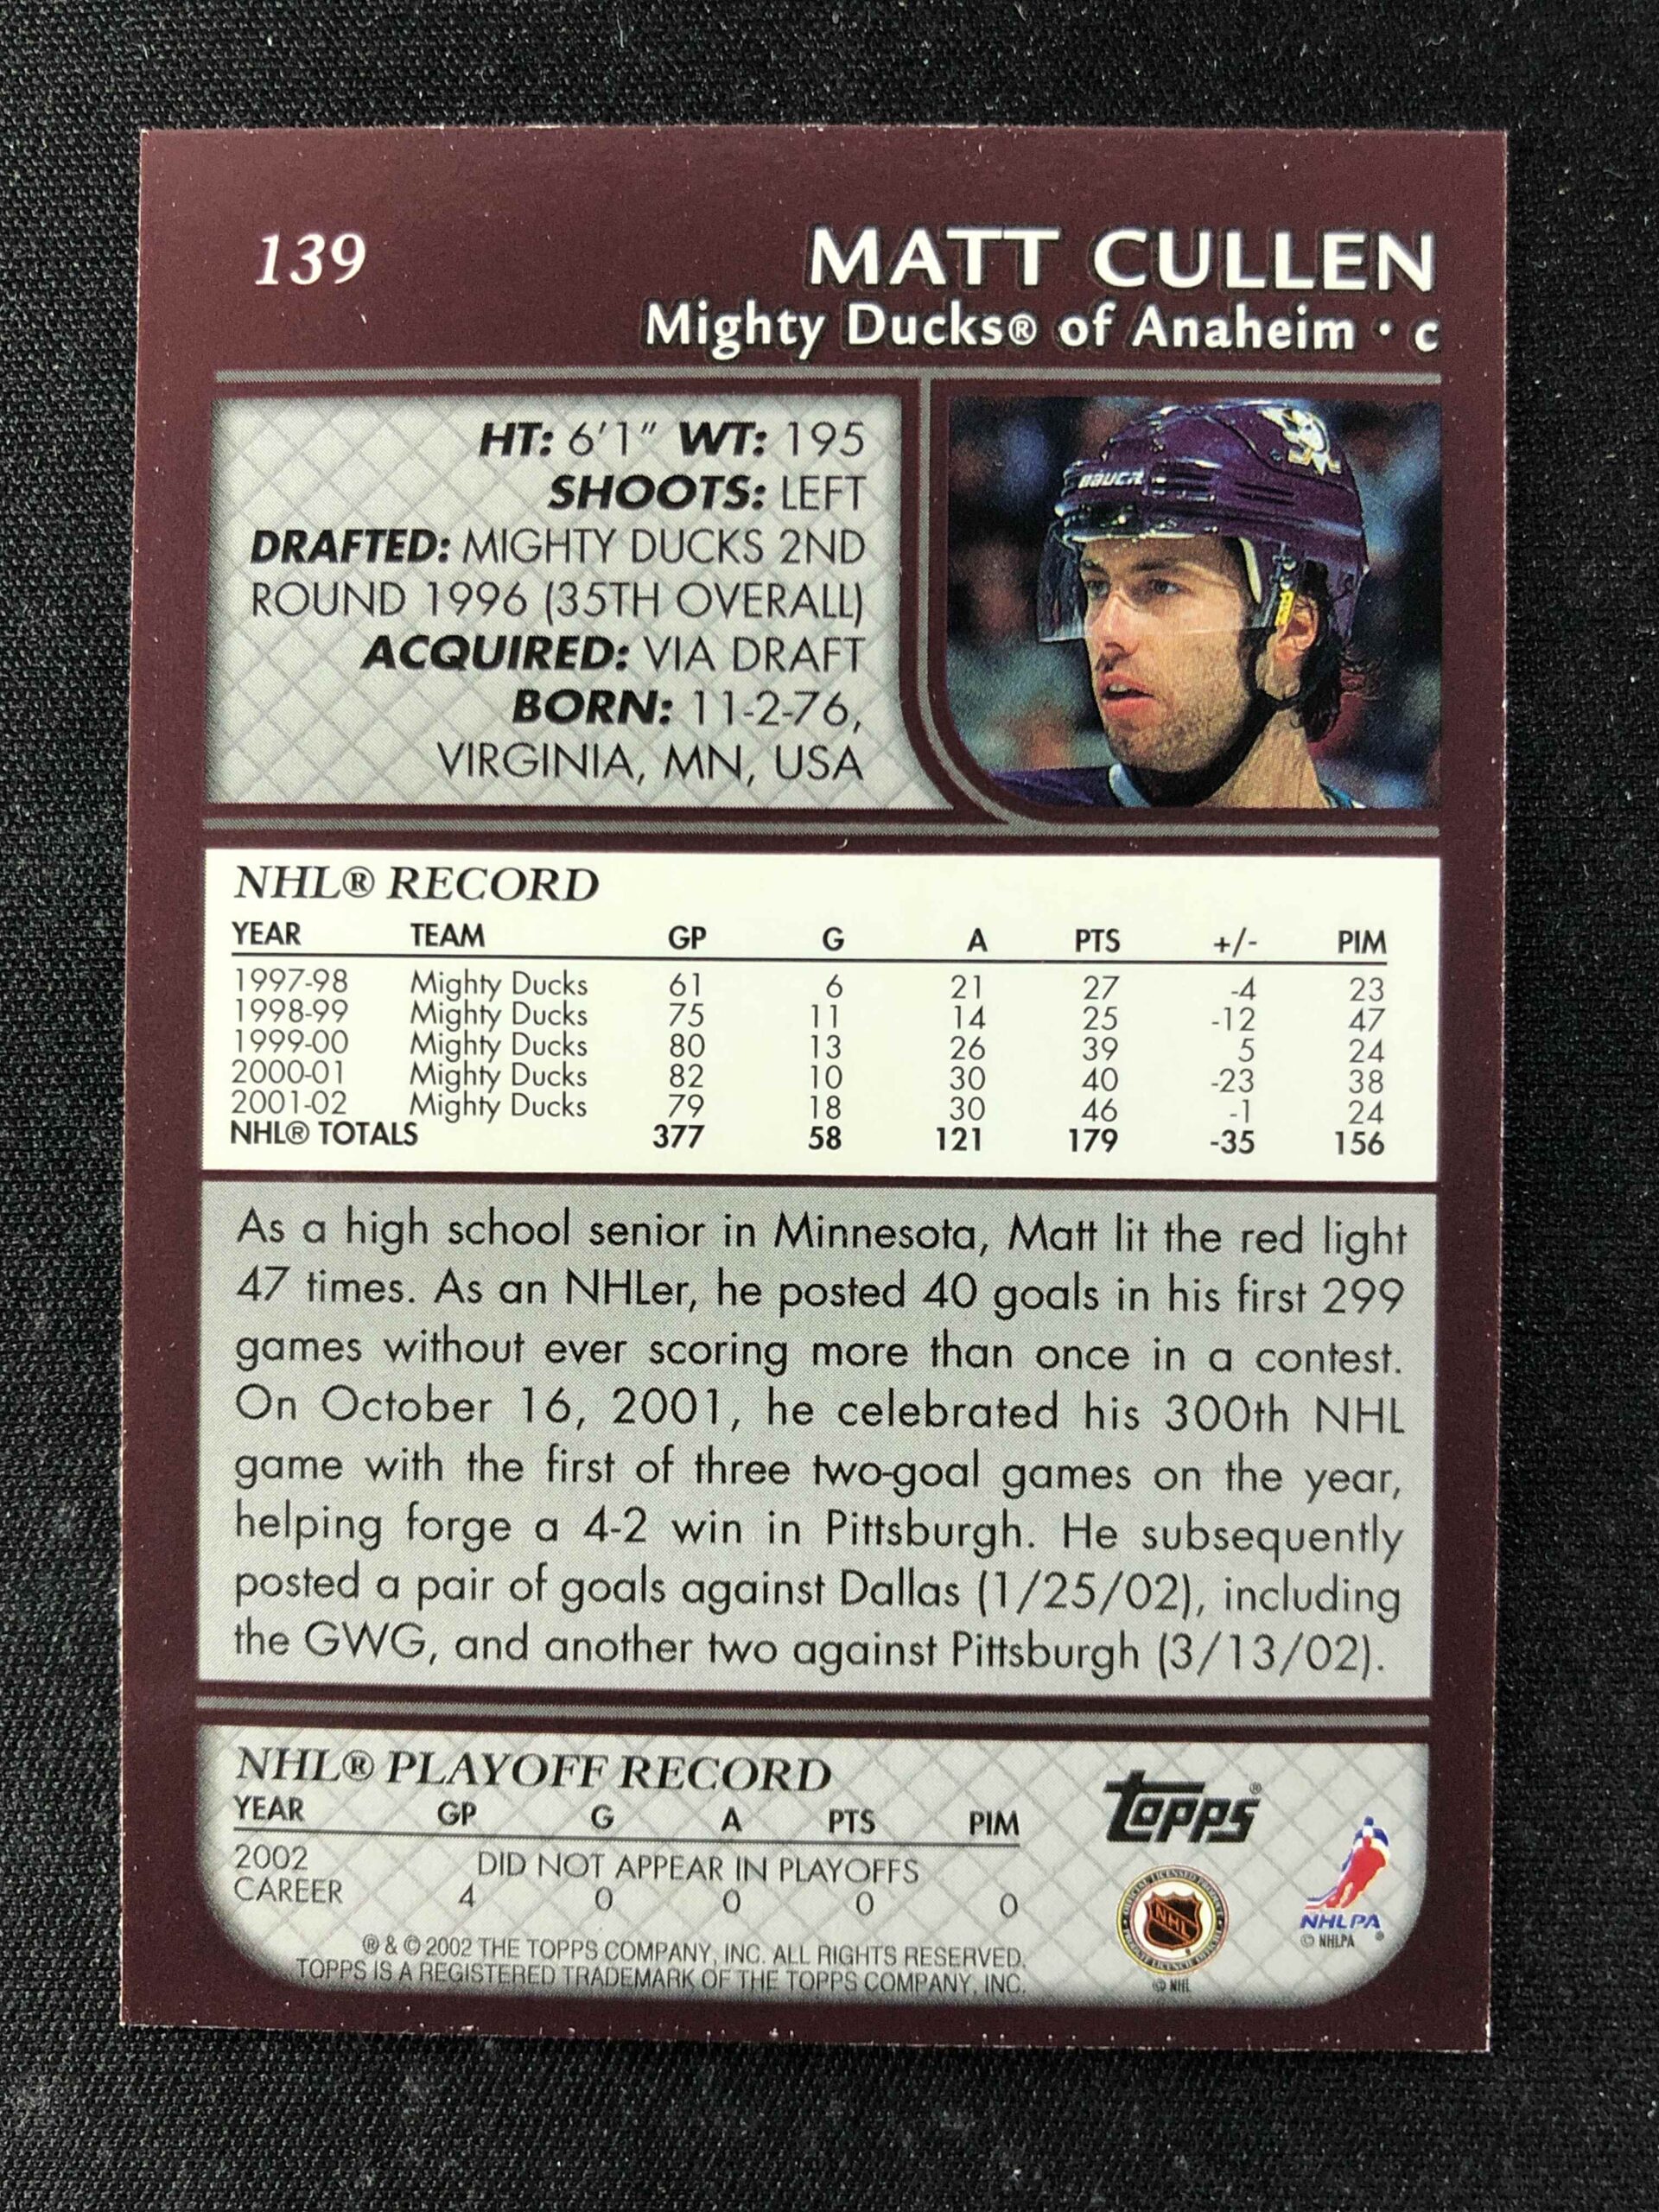 139
MATT CULLEN
Mighty Ducks® of Anaheim · C
HT: 6'1" WT: 195
SHOOTS: LEFT
DRAFTED: MIGHTY DUCKS 2ND
ROUND 1996 (35TH OVERALL)
ACQUIRED: VIA DRAFT
BORN: 11-2-76,
VIRGINIA, MN, USA
BAUER
NHL® RECORD
YEAR TEAM GP G A PTS +/- PIM
1997-98 Mighty Ducks 61 6 21 27 -4 23
1998-99 Mighty Ducks 75 11 14 25 -12 47
1999-00 Mighty Ducks 80 13 26 39 5 24
2000-01 Mighty Ducks 82 10 30 40 -23 38
2001-02 Mighty Ducks 79 18 30 46 -1 24
NHL® TOTALS 377 58 121 179 -35 156
As a high school senior in Minnesota, Matt lit the red light
47 times. As an NHLer, he posted 40 goals in his first 299
games without ever scoring more than once in a contest.
On October 16, 2001, he celebrated his 300th NHL
game with the first of three two-goal games on the year,
helping forge a 4-2 win in Pittsburgh. He subsequently
posted a pair of goals against Dallas (1/25/02), including
the GWG, and another two against Pittsburgh (3/13/02).
NHL® PLAYOFF RECORD
YEAR GP G A PTS PIM
2002 DID NOT APPEAR IN PLAYOFFS
CAREER 4 0 0 0 0
® & © 2002 THE TOPPS COMPANY, INC. ALL RIGHTS RESERVED.
TOPPS IS A REGISTERED TRADEMARK OF THE TOPPS COMPANY, INC.
topps®
NHL
© NHL
NHLPA ®
© NHLPA